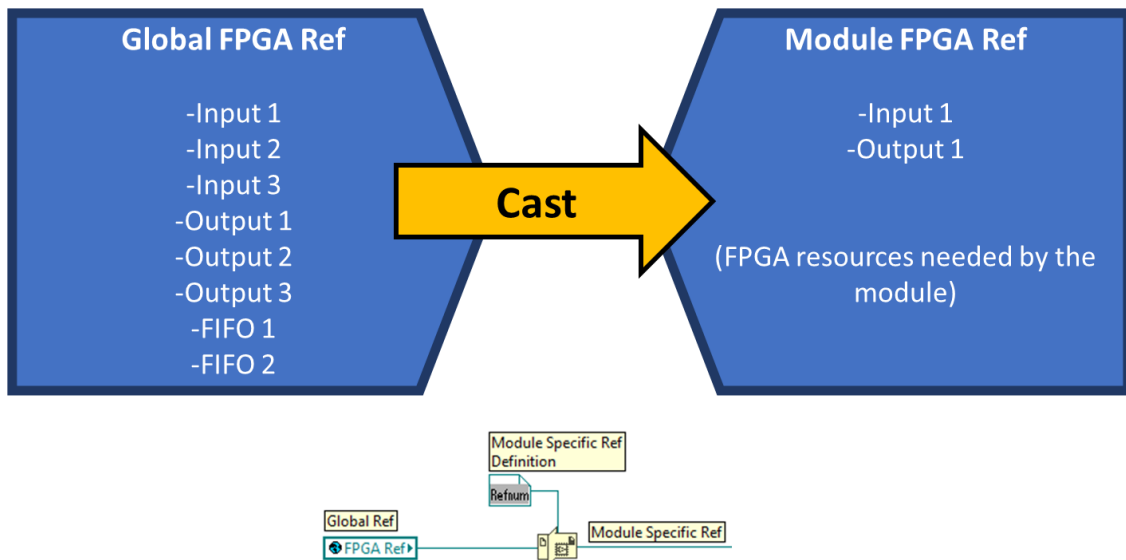 Global FPGA Ref
-Input 1
-Input 2
-Input 3
-Output 1
-Output 2
-Output 3
-FIFO 1
-FIFO 2
Cast
Module FPGA Ref
-Input 1
-Output 1
(FPGA resources needed by the
module)
Module Specific Ref
Definition
Refnum
Global Ref
FPGA Ref
Module Specific Ref